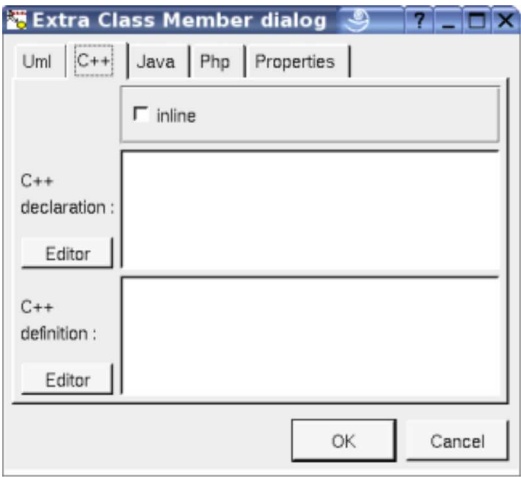 Extra Class Member dialog
Uml C++ Java Php Properties
inline
C++
declaration :
Editor
C++
definition :
Editor
OK Cancel